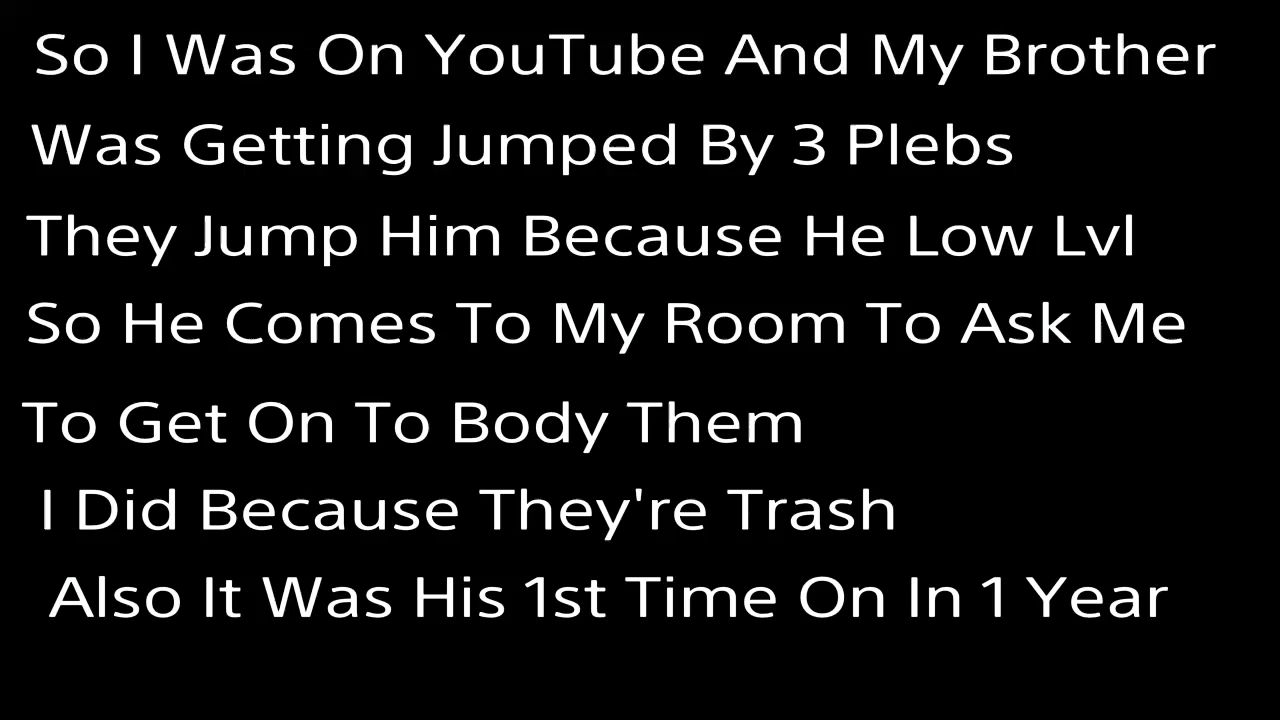 So I Was On YouTube And My Brother
Was Getting Jumped By 3 Plebs
They Jump Him Because He Low Lvl
So He Comes To My Room To Ask Me
To Get On To Body Them
I Did Because They're Trash
Also It Was His 1st Time On In 1 Year